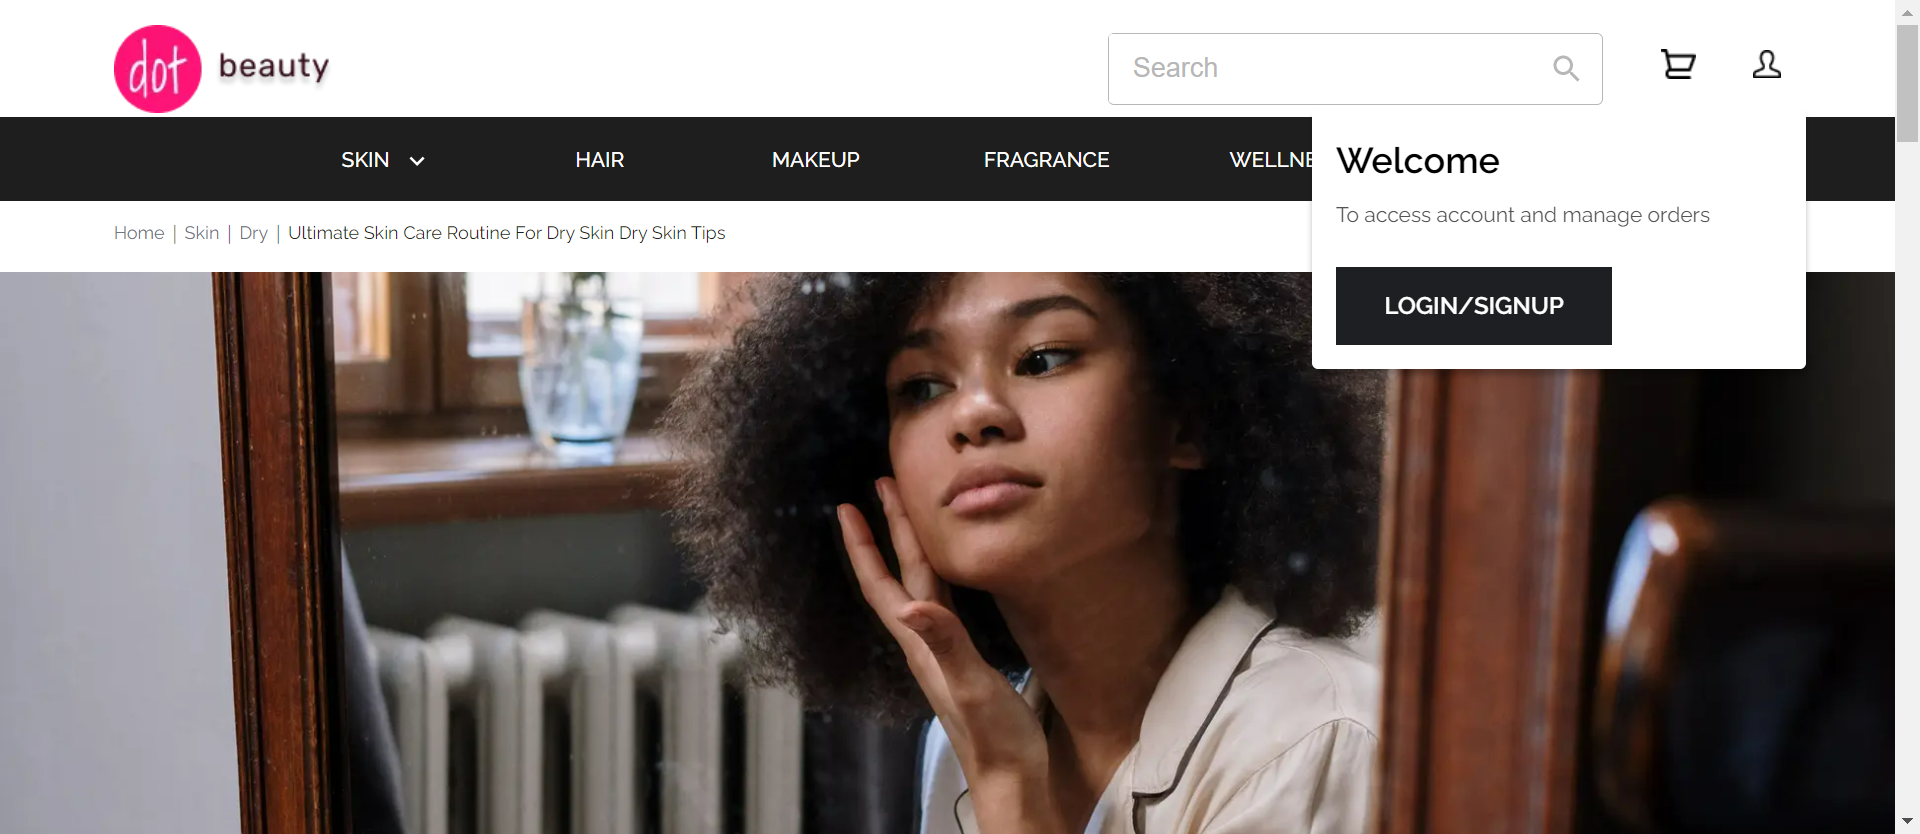 dot beauty
Search
SKIN HAIR MAKEUP FRAGRANCE WELLNE
Welcome
To access account and manage orders
LOGIN/SIGNUP
Home | Skin | Dry | Ultimate Skin Care Routine For Dry Skin Dry Skin Tips